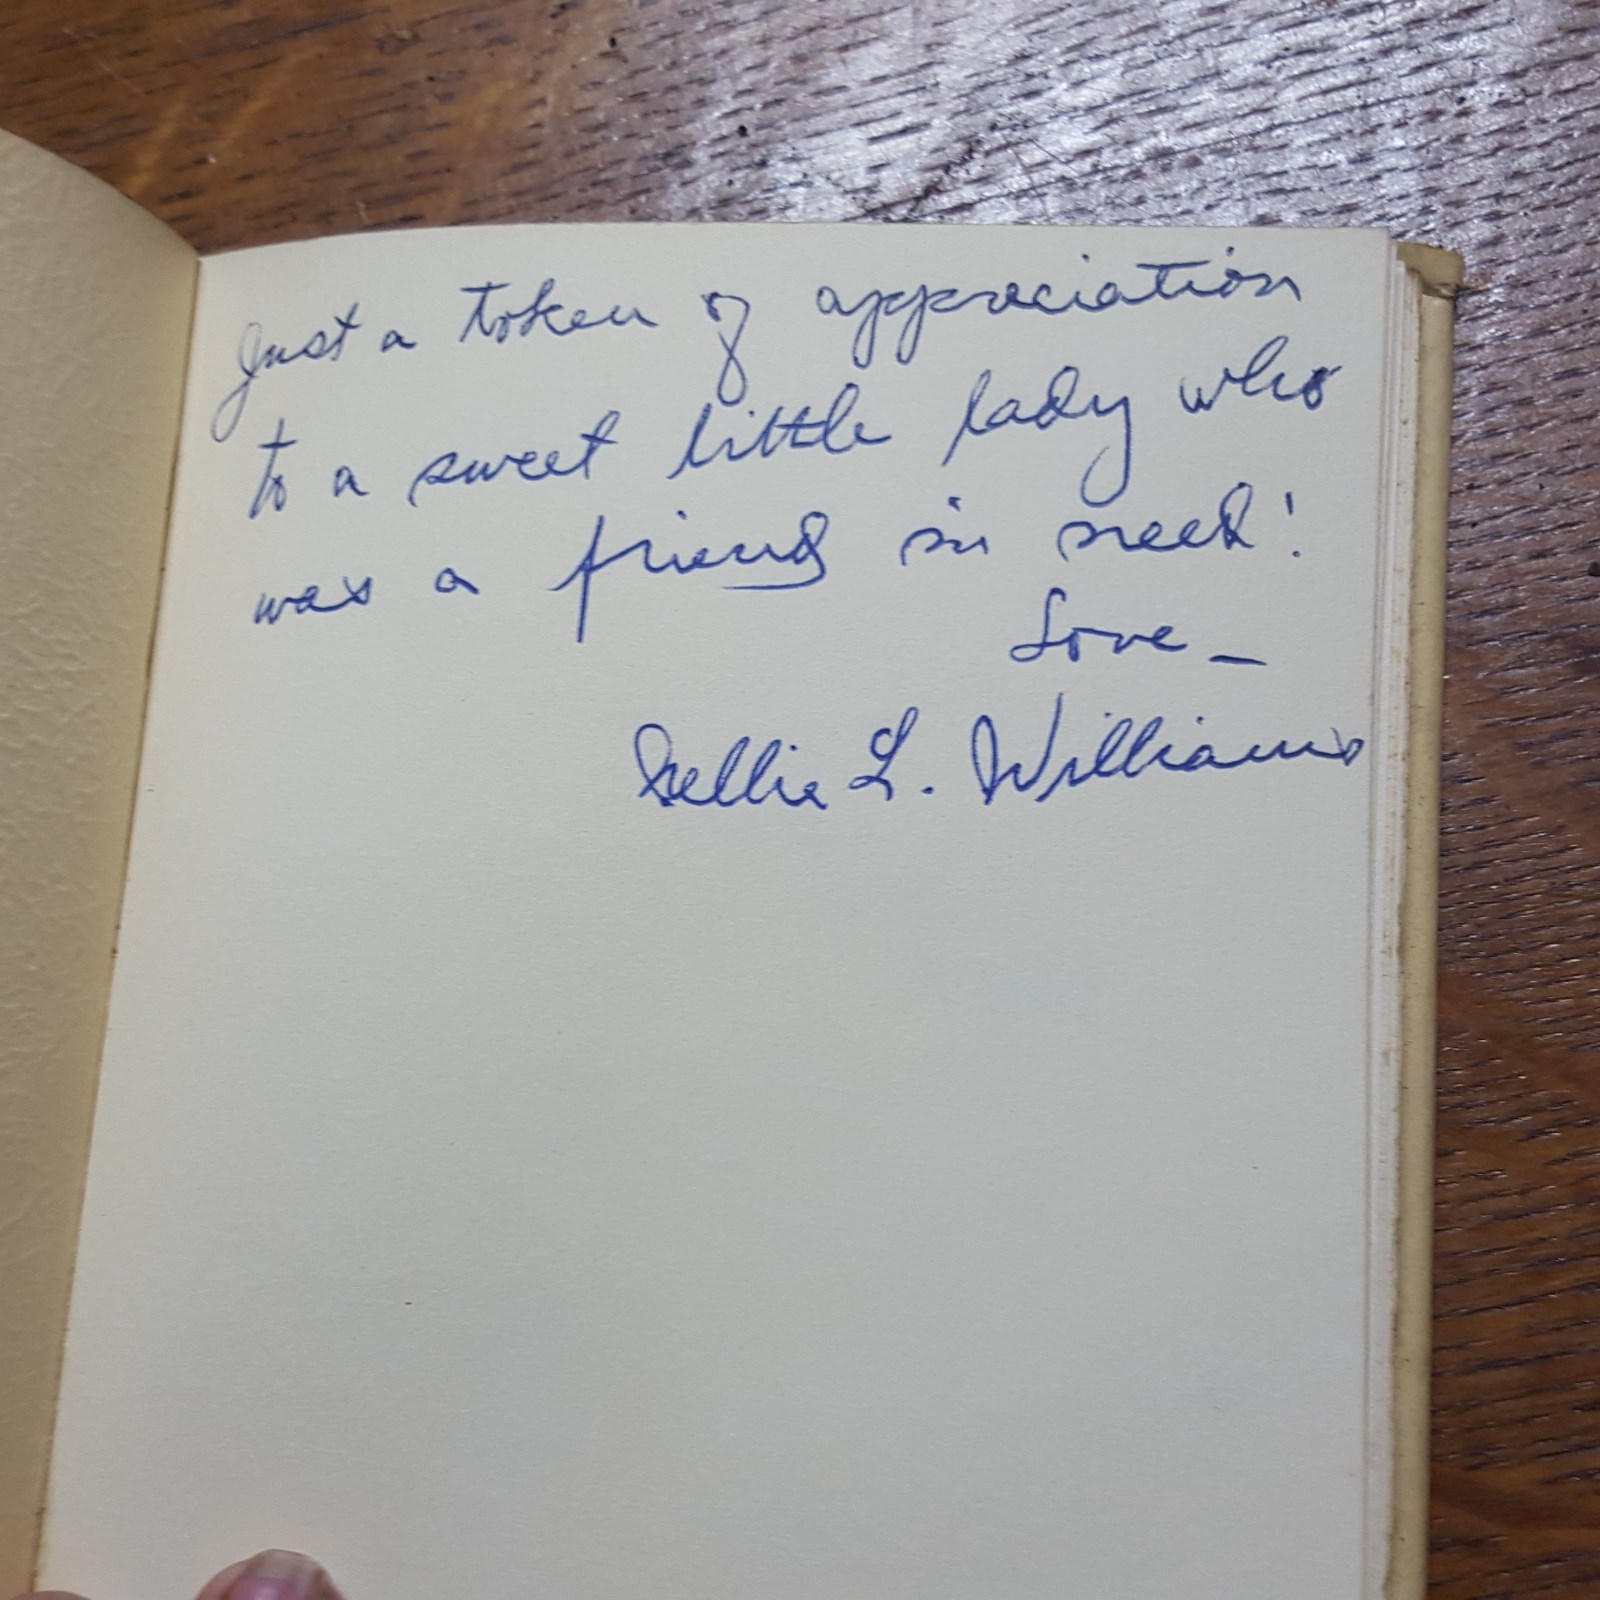 Just a token of appreciation
to a sweet little lady who
was a friend in need!
Love –
Nellie L. Williams